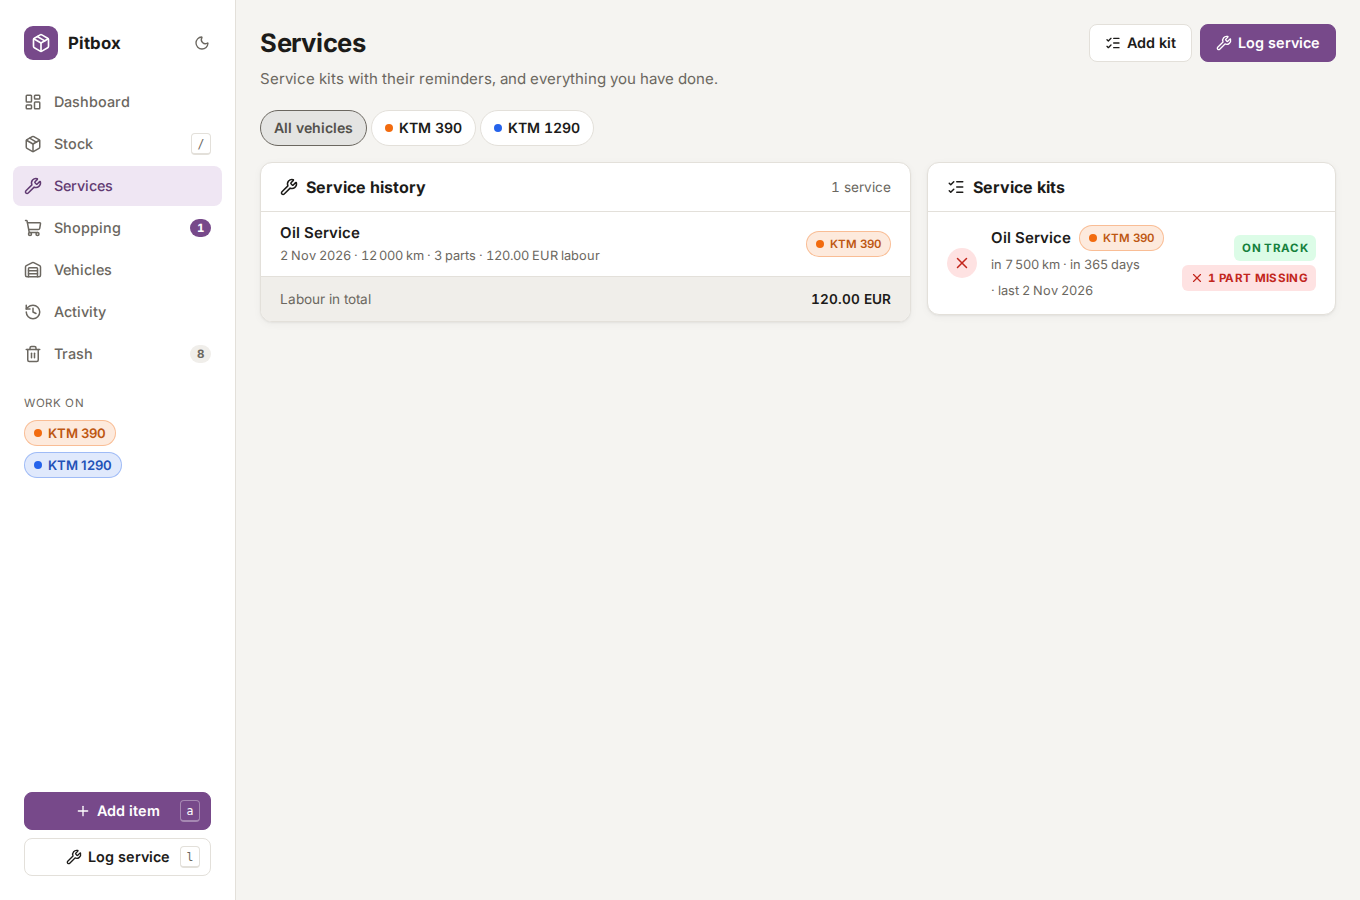 Pitbox
Dashboard
Stock /
Services
Shopping 1
Vehicles
Activity
Trash 8
WORK ON
KTM 390
KTM 1290
Add item a
Log service l
Services
Service kits with their reminders, and everything you have done.
Add kit
Log service
All vehicles KTM 390 KTM 1290
Service history 1 service
Oil Service
2 Nov 2026 · 12 000 km · 3 parts · 120.00 EUR labour
KTM 390
Labour in total 120.00 EUR
Service kits
Oil Service KTM 390
in 7 500 km · in 365 days
· last 2 Nov 2026
ON TRACK
1 PART MISSING